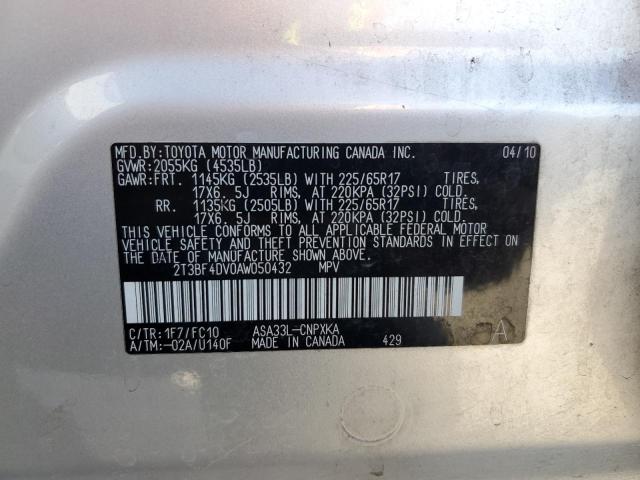 MFD.BY:TOYOTA MOTOR MANUFACTURING CANADA INC. 04/10
GVWR:2055KG (4535LB)
GAWR:FRT. 1145KG (2535LB) WITH 225/65R17 TIRES,
17X6.5J RIMS, AT 220KPA (32PSI) COLD.
RR. 1135KG (2505LB) WITH 225/65R17 TIRES,
17X6.5J RIMS, AT 220KPA (32PSI) COLD.
THIS VEHICLE CONFORMS TO ALL APPLICABLE FEDERAL MOTOR
VEHICLE SAFETY AND THEFT PREVENTION STANDARDS IN EFFECT ON
THE DATE OF MANUFACTURE SHOWN ABOVE.
2T3BF4DV0AW050432 MPV
C/TR:1F7/FC10 ASA33L-CNPXKA
A/TM:-02A/U140F MADE IN CANADA 429 A